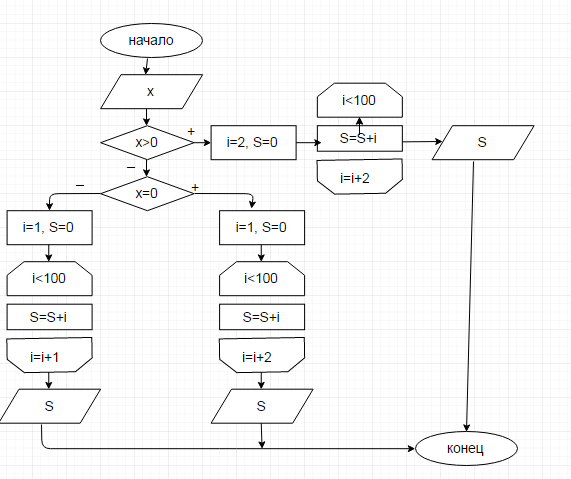 начало
x
x>0
+
i=2, S=0
i<100
S=S+i
i=i+2
S
–
x=0
–
+
i=1, S=0
i<100
S=S+i
i=i+1
S
i=1, S=0
i<100
S=S+i
i=i+2
S
конец